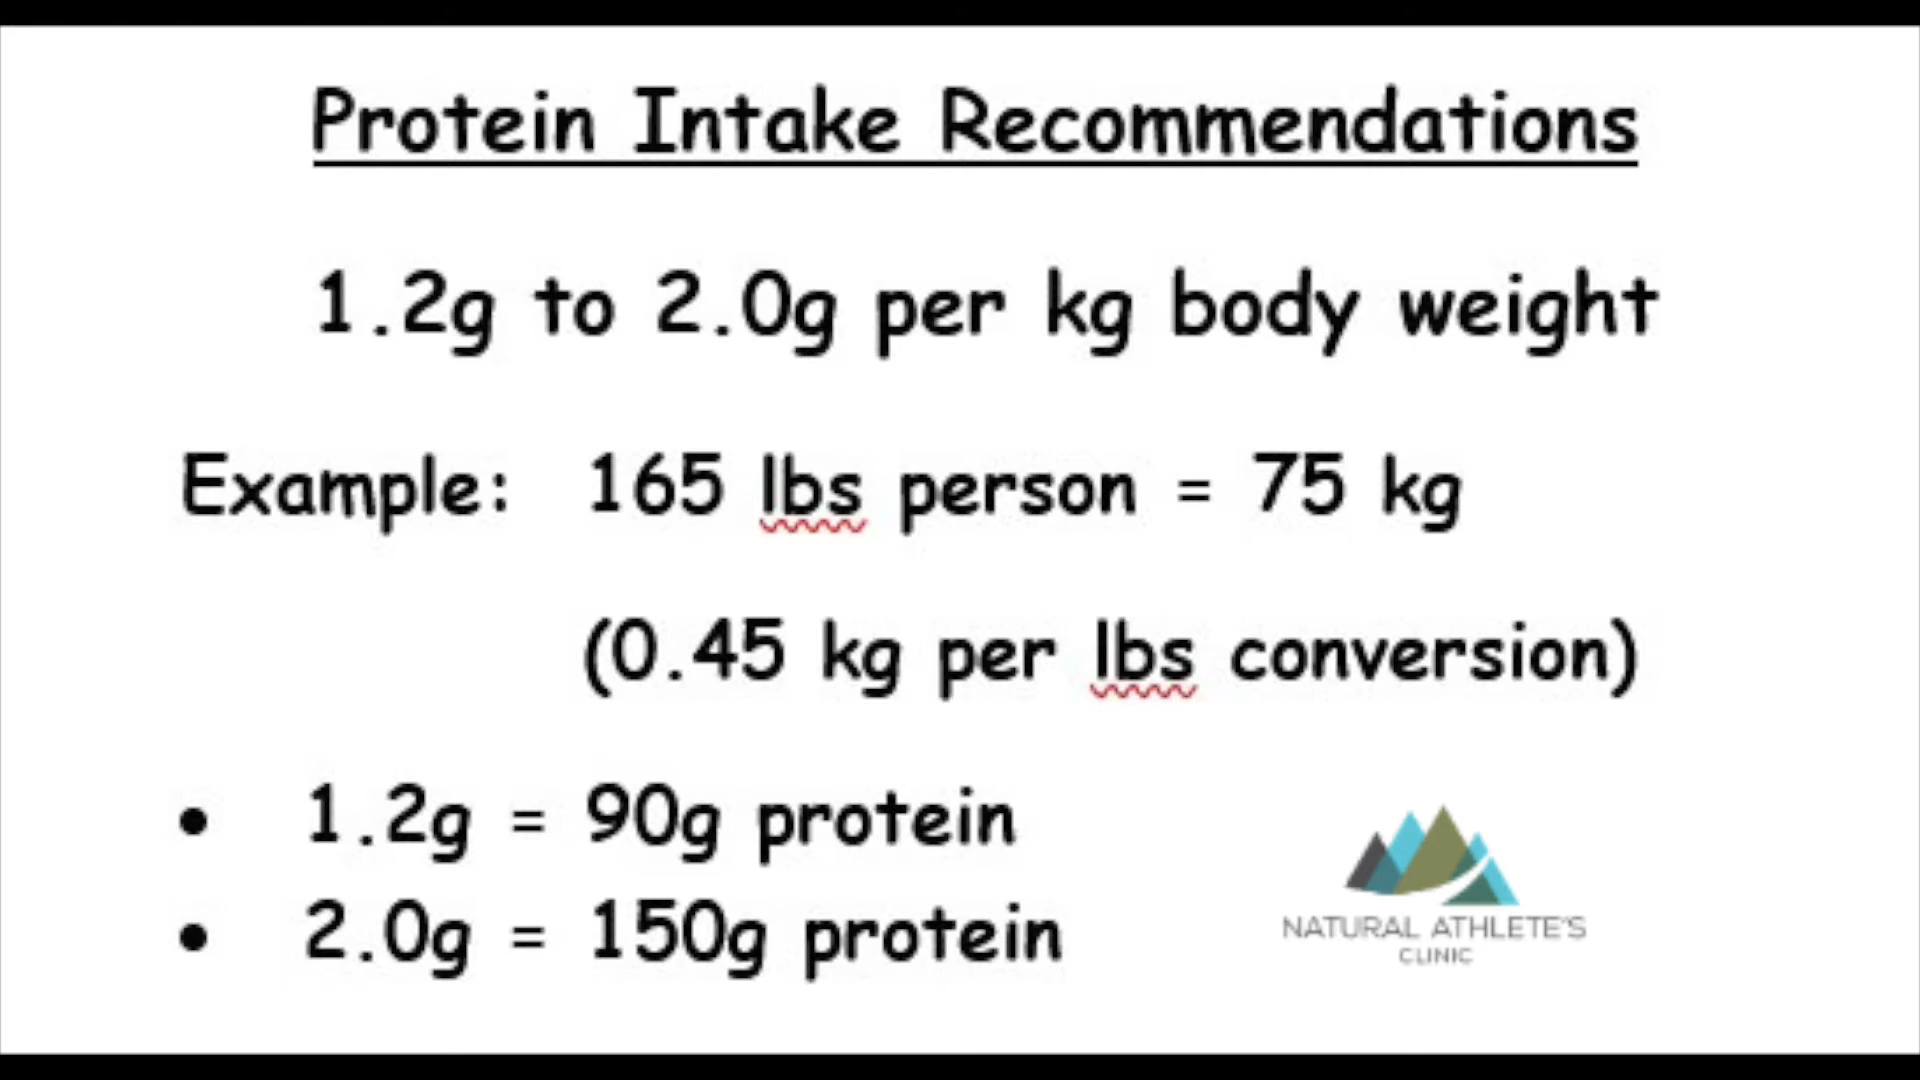 Protein Intake Recommendations
1.2g to 2.0g per kg body weight
Example: 165 lbs person = 75 kg
(0.45 kg per lbs conversion)
• 1.2g = 90g protein
• 2.0g = 150g protein
NATURAL ATHLETE'S
CLINIC